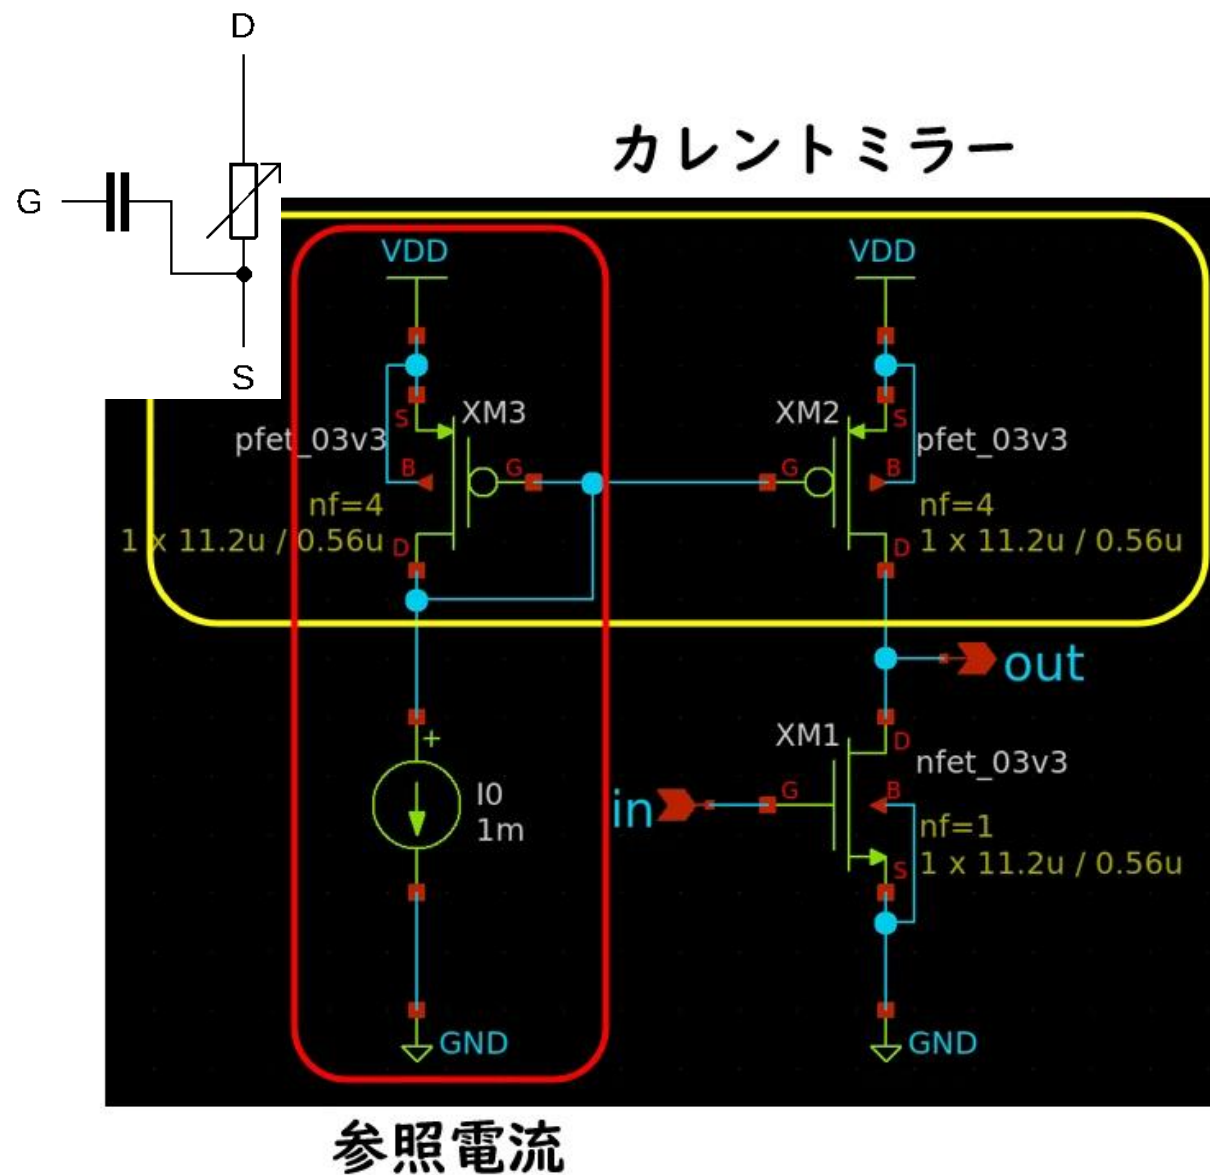 D
G
S
カレントミラー
VDD
VDD
S
XM3
XM2
S
pfet_03v3
pfet_03v3
B
G
G
B
nf=4
nf=4
1 x 11.2u / 0.56u
D
D
1 x 11.2u / 0.56u
out
+
XM1
D
nfet_03v3
I0
1m
in
G
B
nf=1
1 x 11.2u / 0.56u
S
GND
GND
参照電流